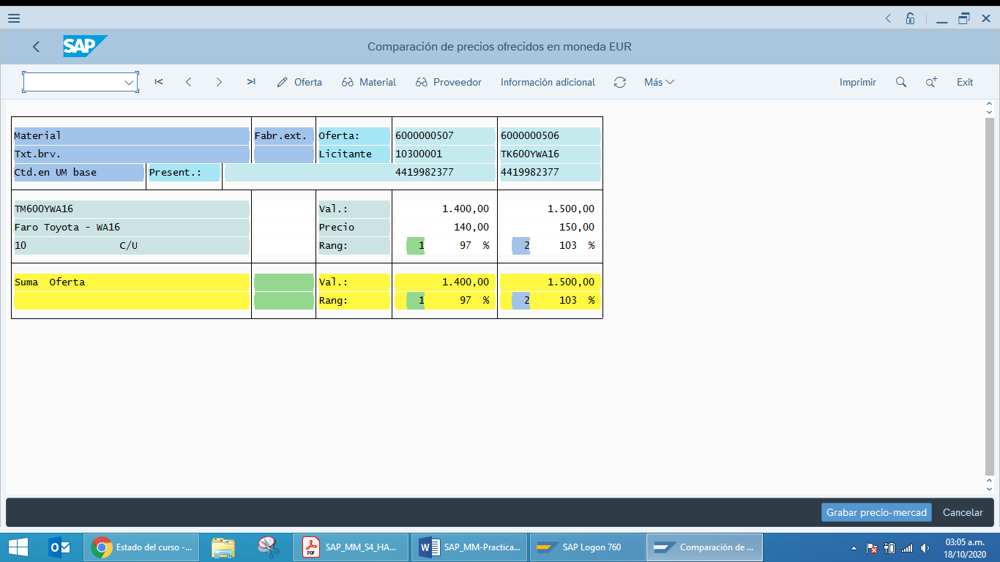 SAP
Comparación de precios ofrecidos en moneda EUR
Oferta Material Proveedor Información adicional Más Imprimir Exit
Material Fabr.ext. Oferta: 6000000507 6000000506
Txt.brv. Licitante 10300001 TK600YWA16
Ctd.en UM base Present.: 4419982377 4419982377
TM600YWA16 Val.: 1.400,00 1.500,00
Faro Toyota - WA16 Precio 140,00 150,00
10 C/U Rang: 1 97 % 2 103 %
Suma Oferta Val.: 1.400,00 1.500,00
Rang: 1 97 % 2 103 %
Grabar precio-mercad Cancelar
Estado del curso -... SAP_MM_S4_HA... SAP_MM-Practica... SAP Logon 760 Comparación de ... 03:05 a.m.
18/10/2020